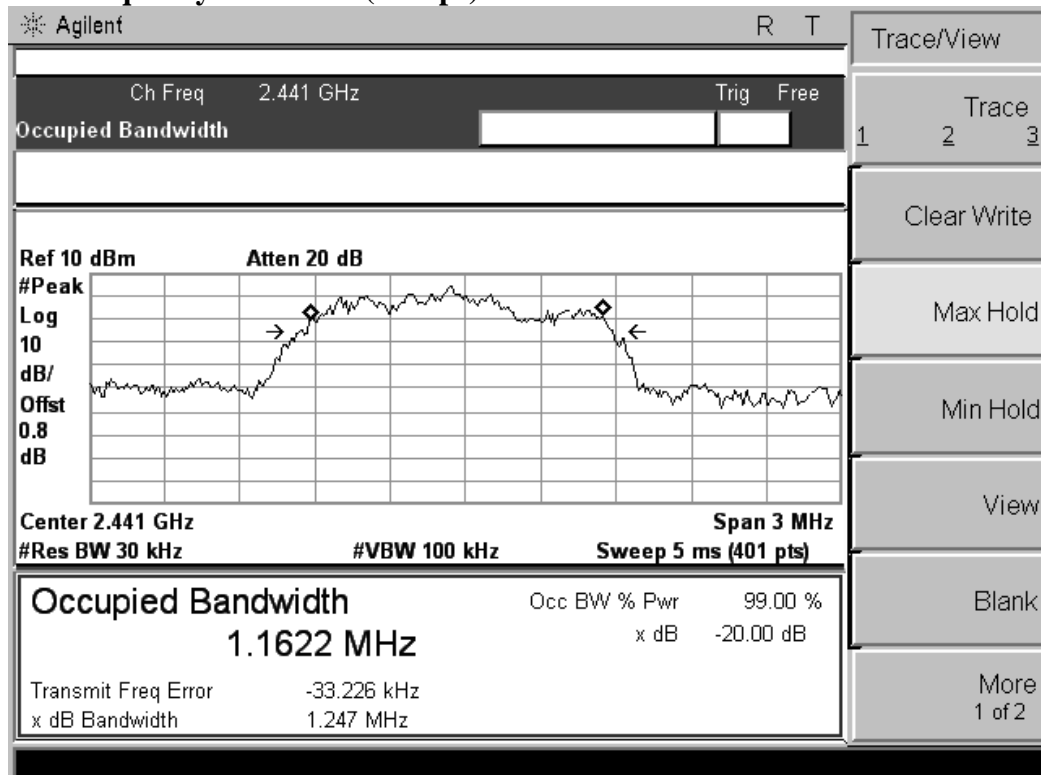 Agilent R T
Trace/View
Ch Freq 2.441 GHz Trig Free
Occupied Bandwidth
Trace
1 2 3
Clear Write
Ref 10 dBm Atten 20 dB
#Peak
Log
10
dB/
Offst
0.8
dB
Max Hold
Min Hold
Center 2.441 GHz Span 3 MHz
#Res BW 30 kHz #VBW 100 kHz Sweep 5 ms (401 pts)
View
Occupied Bandwidth Occ BW % Pwr 99.00 %
1.1622 MHz x dB -20.00 dB
Blank
Transmit Freq Error -33.226 kHz
x dB Bandwidth 1.247 MHz
More
1 of 2